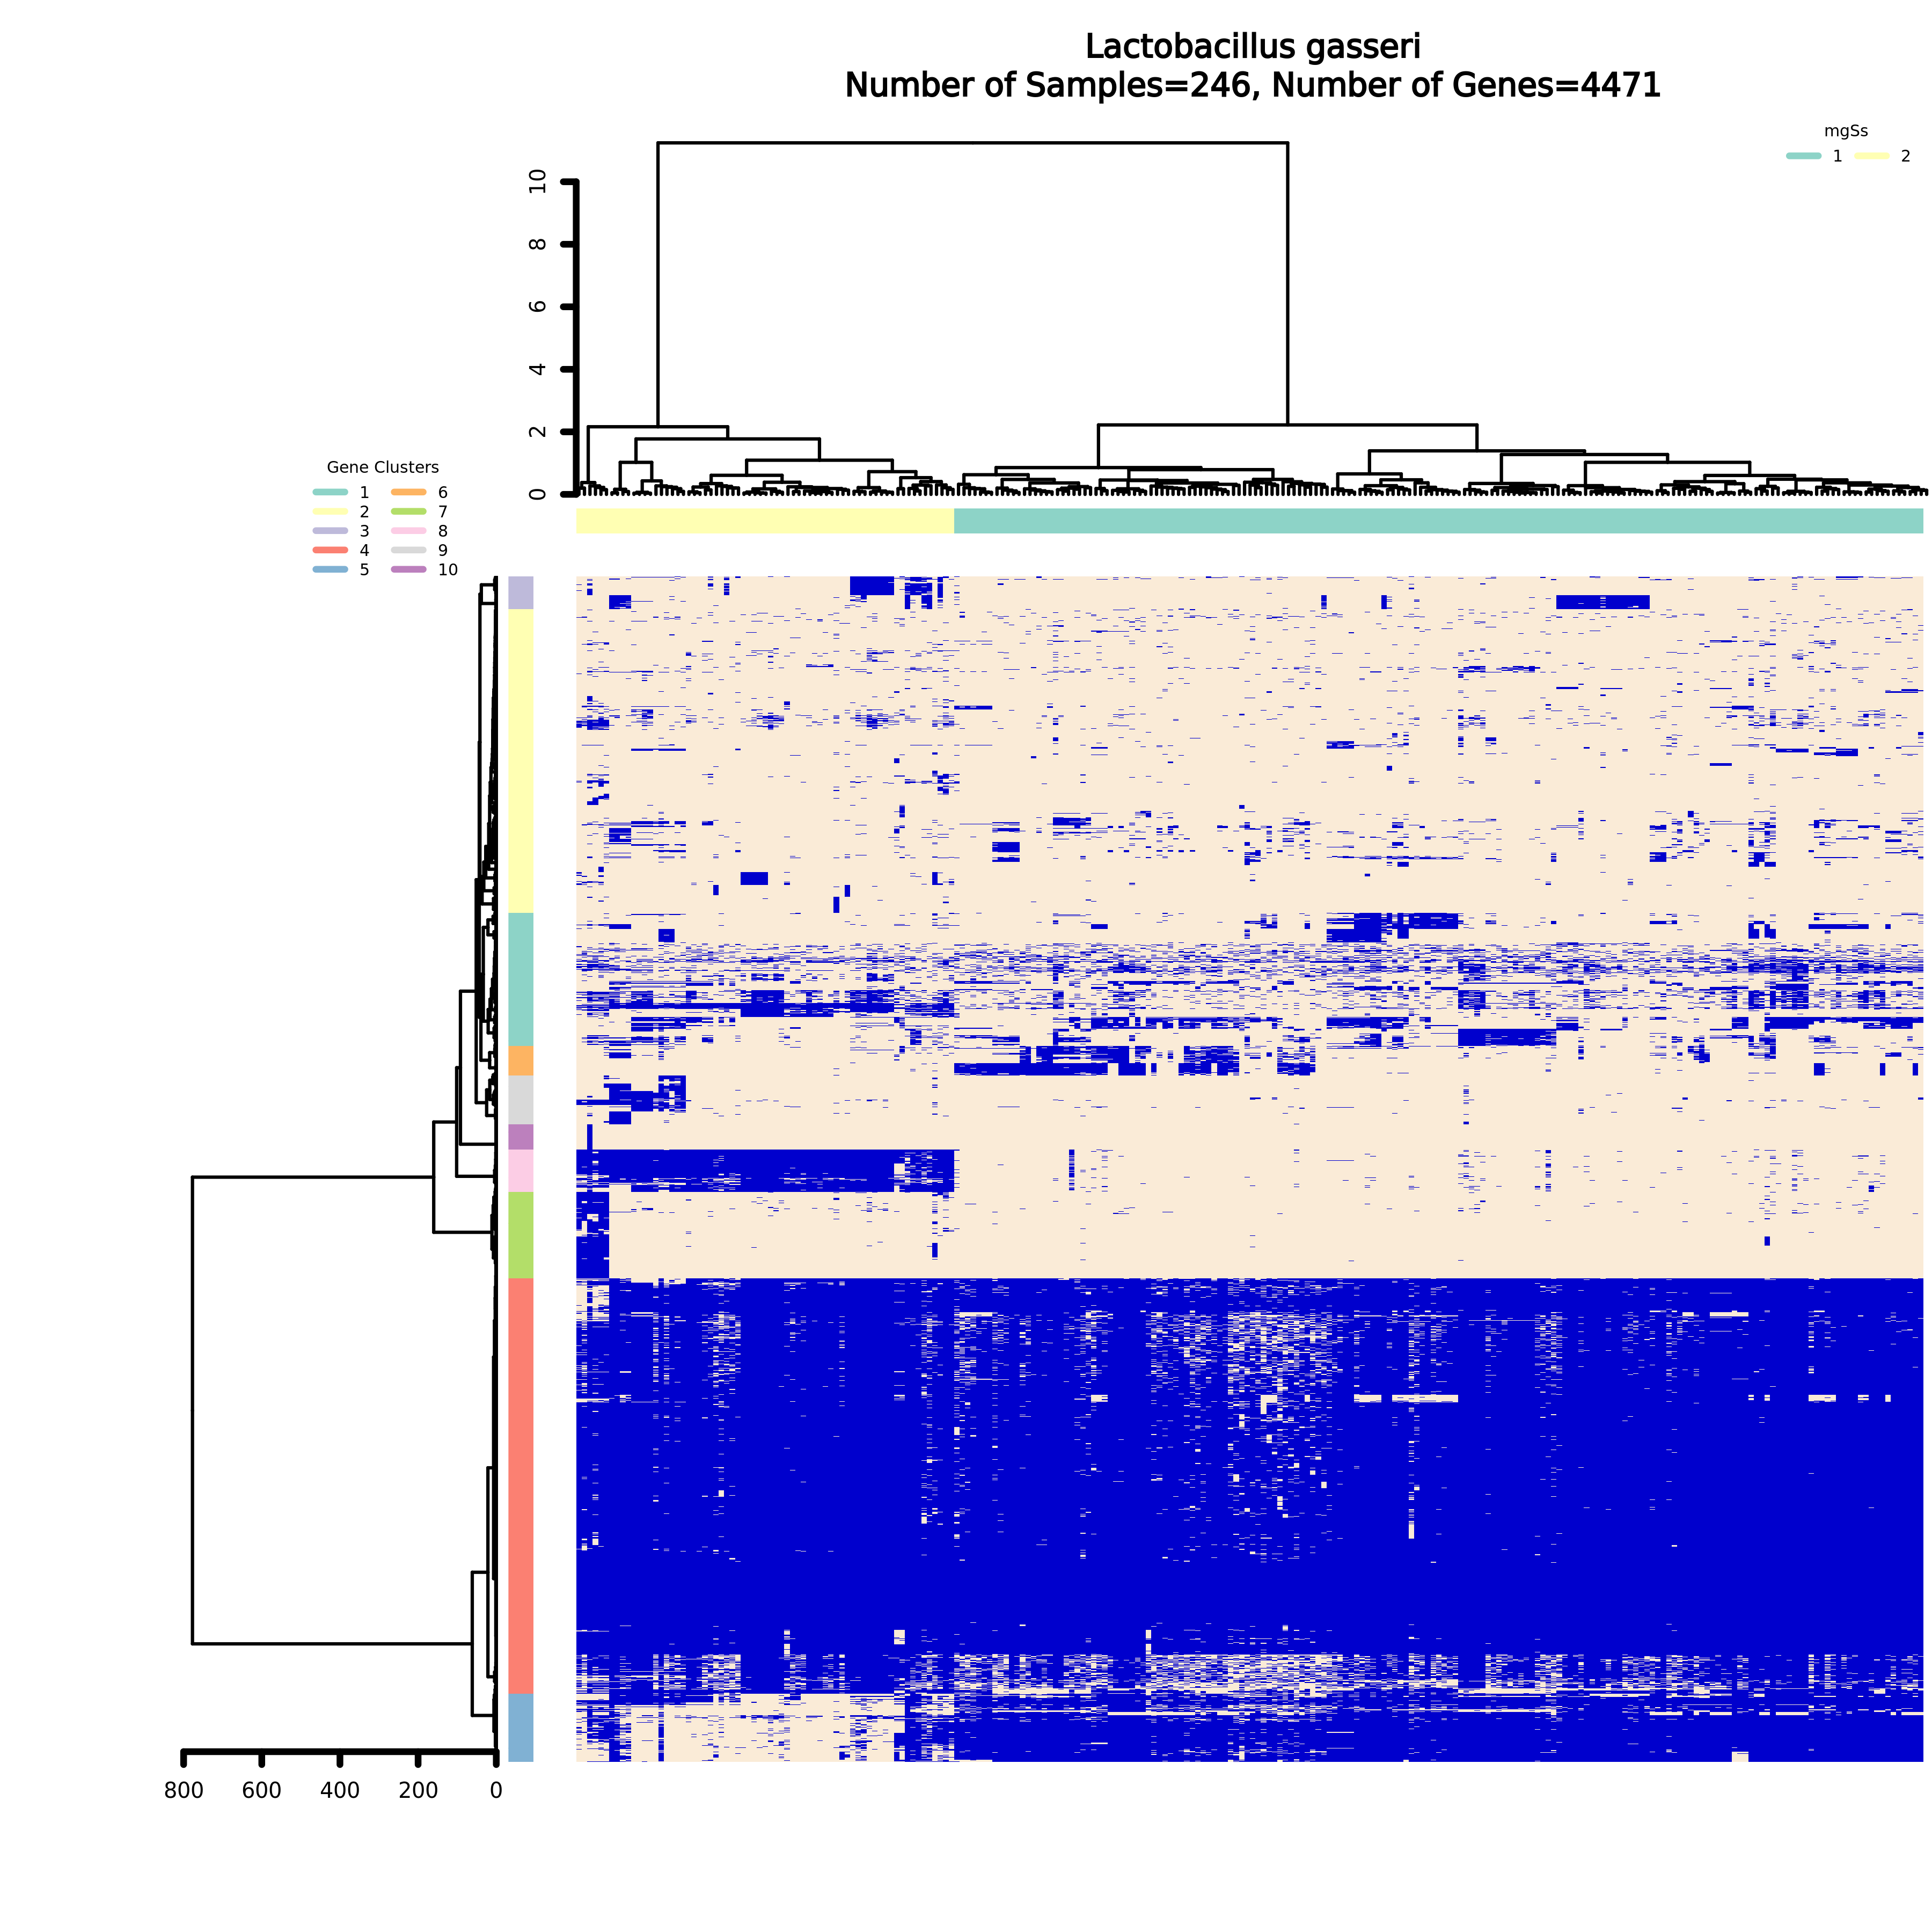 Lactobacillus gasseri
Number of Samples=246, Number of Genes=4471
mgSs
1 2
10
8
6
4
2
0
Gene Clusters
1 6
2 7
3 8
4 9
5 10
800 600 400 200 0